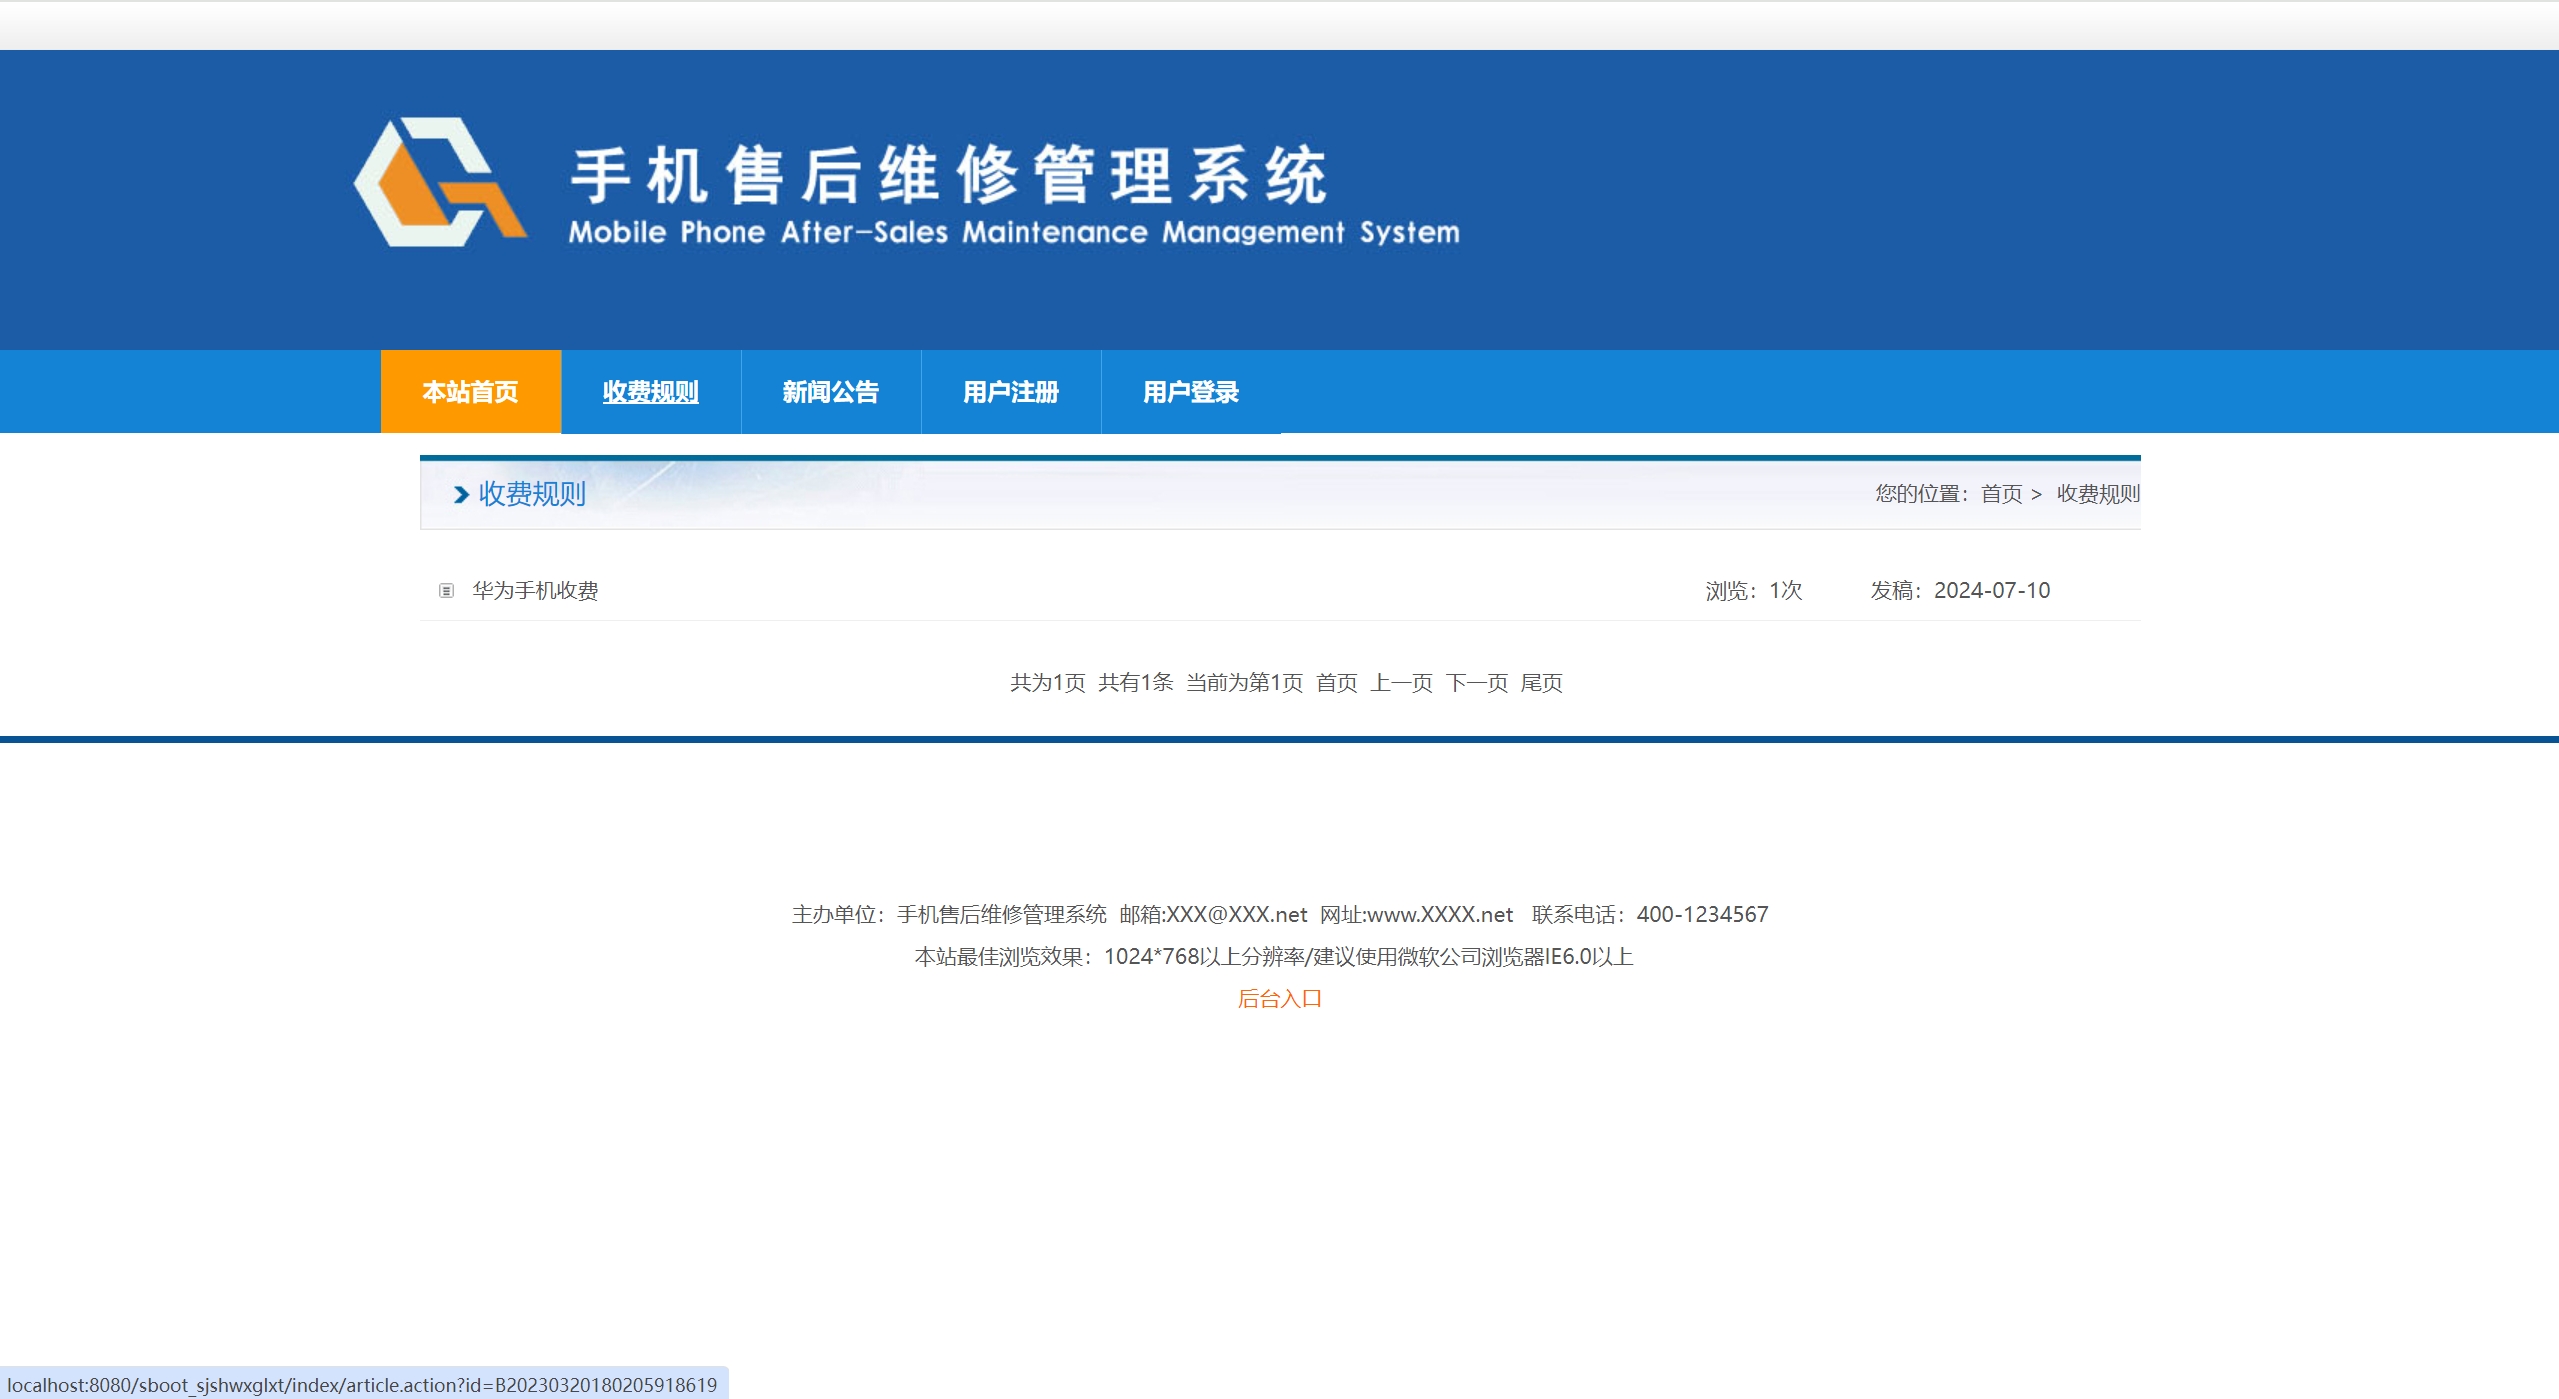 手机售后维修管理系统
Mobile Phone After-Sales Maintenance Management System
本站首页 收费规则 新闻公告 用户注册 用户登录
收费规则 您的位置：首页 > 收费规则
华为手机收费 浏览：1次 发稿：2024-07-10
共为1页 共有1条 当前为第1页 首页 上一页 下一页 尾页
主办单位：手机售后维修管理系统 邮箱:XXX@XXX.net 网址:www.XXXX.net 联系电话：400-1234567
本站最佳浏览效果：1024*768以上分辨率/建议使用微软公司浏览器IE6.0以上
后台入口
localhost:8080/sboot_sjshwxglxt/index/article.action?id=B20230320180205918619